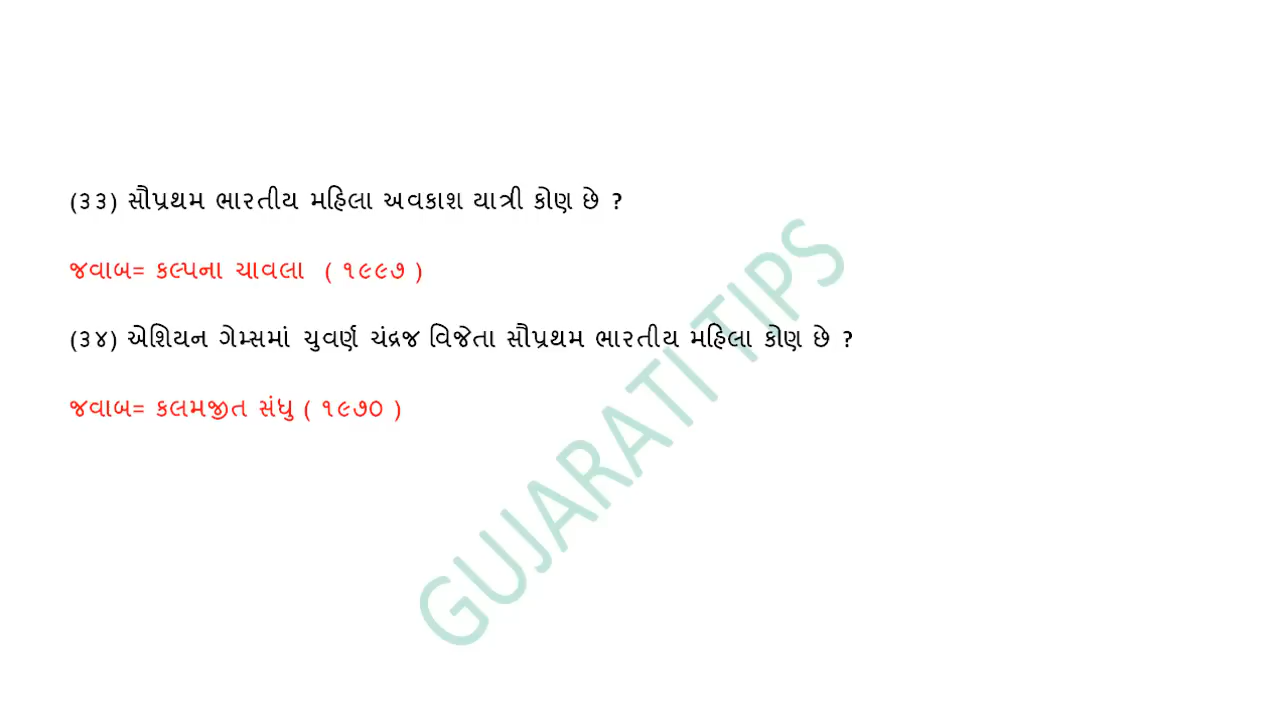 (૩૩) સૌપ્રથમ ભારતીય મહિલા અવકાશ યાત્રી કોણ છે ?
જવાબ= કલ્પના ચાવલા ( ૧૯૯૭ )
(૩૪) એશિયન ગેમ્સમાં ચુવર્ણ ચંદ્રજ વિજેતા સૌપ્રથમ ભારતીય મહિલા કોણ છે ?
જવાબ= કલમજીત સંધુ ( ૧૯૭૦ )
GUJARATI TIPS